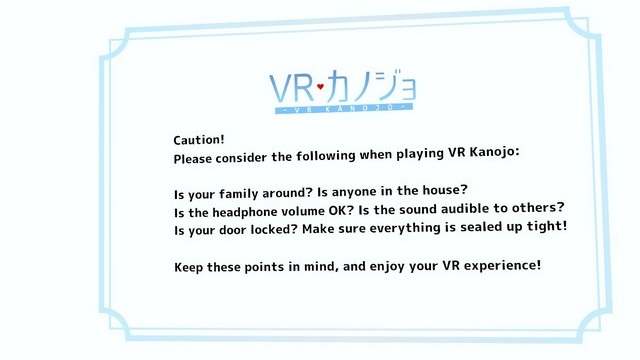 VR♥カノジョ
-VR KANOJO-
Caution!
Please consider the following when playing VR Kanojo:
Is your family around? Is anyone in the house?
Is the headphone volume OK? Is the sound audible to others?
Is your door locked? Make sure everything is sealed up tight!
Keep these points in mind, and enjoy your VR experience!